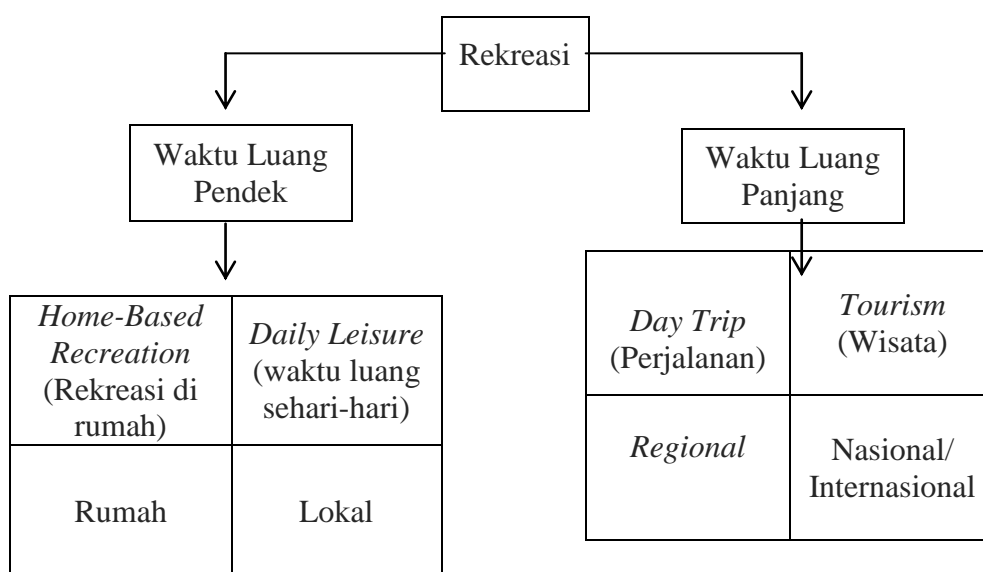 Rekreasi
Waktu Luang
Pendek
Waktu Luang
Panjang
Home-Based
Recreation
(Rekreasi di
rumah)
Daily Leisure
(waktu luang
sehari-hari)
Rumah
Lokal
Day Trip
(Perjalanan)
Tourism
(Wisata)
Regional
Nasional/
Internasional